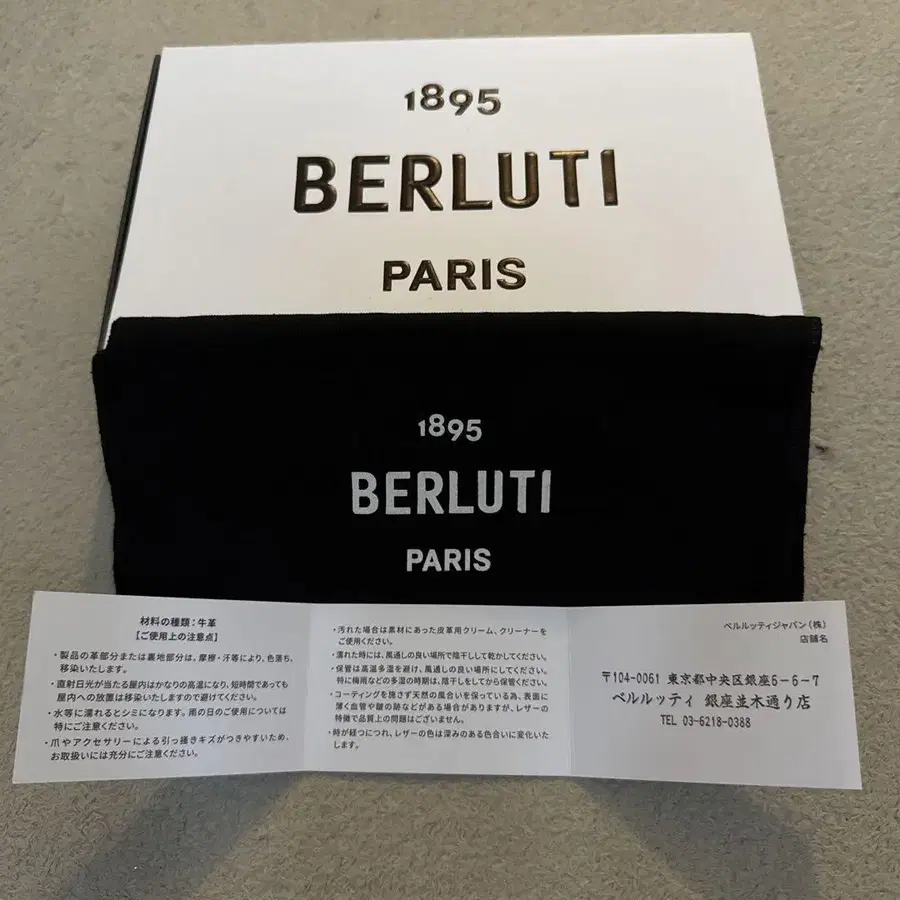 1895
BERLUTI
PARIS
1895
BERLUTI
PARIS
材料の種類:牛革
【ご使用上の注意点】
・製品の革部分または裏地部分は、摩擦・汗等により、色落ち、
移染いたします。
・直射日光が当たる屋内はかなりの高温になり、短時間であっても
屋内への放置は移染いたしますので避けてください。
・水等に濡れるとシミになります。雨の日のご使用については
特にご注意ください。
・爪やアクセサリーによる引っ掻きキズがつきやすいため、
お取扱いには充分にご注意ください。
・汚れた場合は素材にあった皮革用クリーム、クリーナーを
ご使用ください。
・濡れた時には、風通しの良い場所で陰干しして乾かしてください。
・保管は高温多湿を避け、風通しの良い場所にしてください。
特に梅雨などの多湿の時期は、陰干しをしてから保管ください。
・コーティングを施さず天然の風合いを保っている為、表面に
薄く血管や皺の跡などがある場合がありますが、レザーの
特徴で品質上の問題はございません。
・時が経つにつれ、レザーの色は深みのある色合いに変化いた
します。
ベルルッティジャパン(株)
店舗名
〒104-0061 東京都中央区銀座5-6-7
ベルルッティ 銀座並木通り店
TEL 03-6218-0388